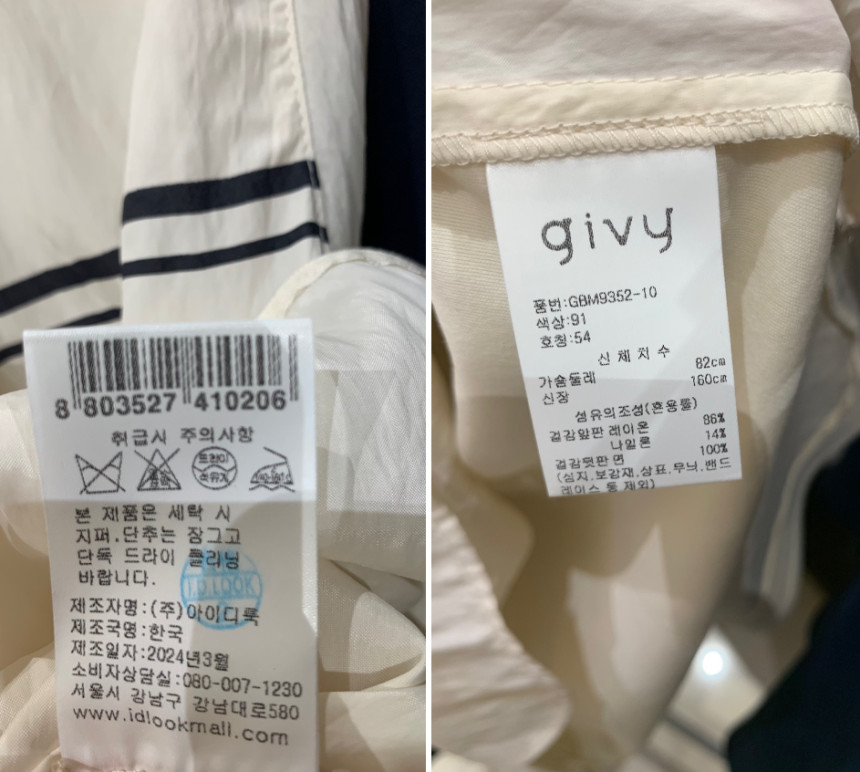 8 803527 410206
취급시 주의사항
드라이
석유계
본 제품은 세탁 시
지퍼.단추는 장그고
단독 드라이 클리닝
바랍니다.
IDLOOK
제조자명:(주)아이디룩
제조국명:한국
제조일자:2024년3월
소비자상담실:080-007-1230
서울시 강남구 강남대로580
www.idlookmall.com
givy
품번:GBM9352-10
색상:91
호칭:54
신체치수
가슴둘레 82cm
신장 160cm
섬유의조성(혼용률)
겉감앞판 레이온 86%
나일론 14%
겉감뒷판 면 100%
(심지.보강재.상표.무늬.밴드
레이스 등 제외)